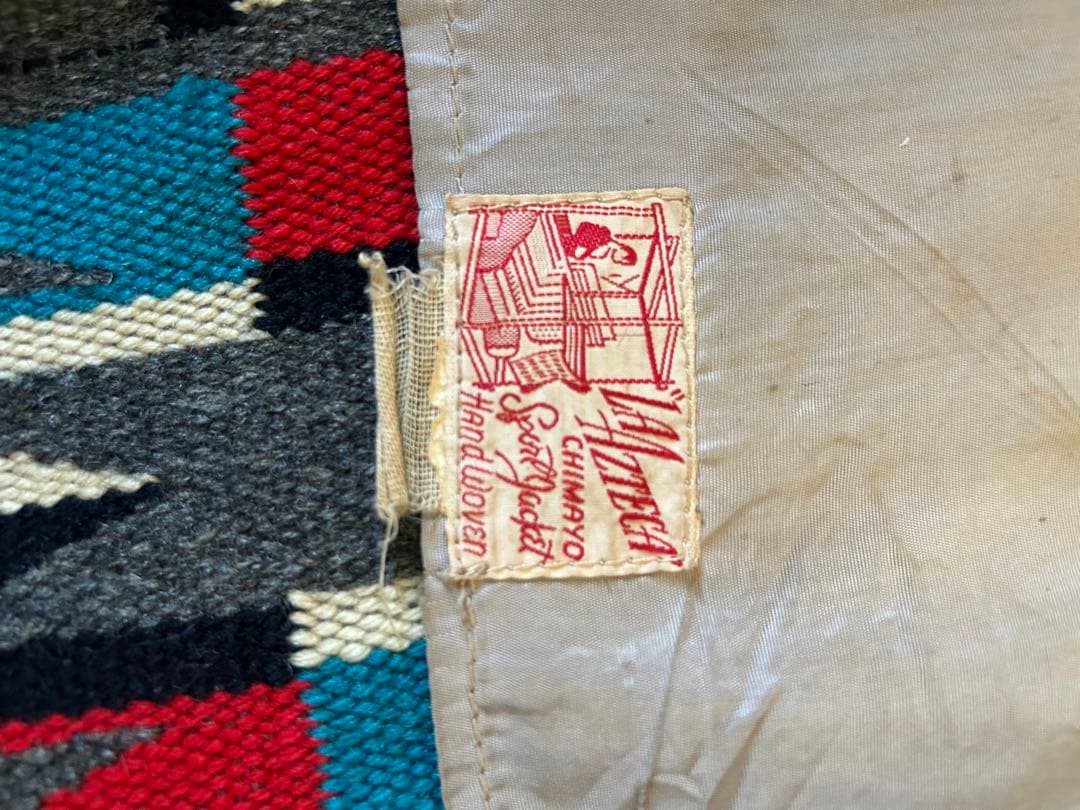 "LA AZTECA"
CHIMAYO
Sport Jacket
HandWoven